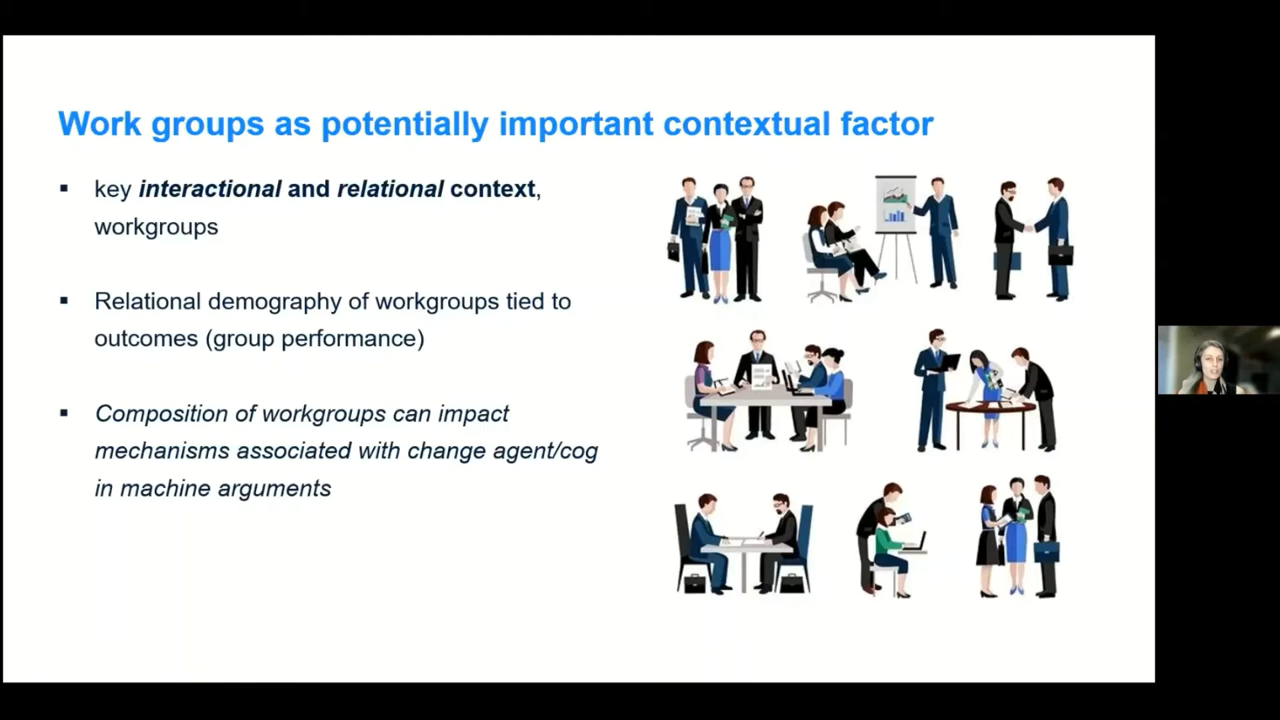 Work groups as potentially important contextual factor
▪ key interactional and relational context,
workgroups
▪ Relational demography of workgroups tied to
outcomes (group performance)
▪ Composition of workgroups can impact
mechanisms associated with change agent/cog
in machine arguments